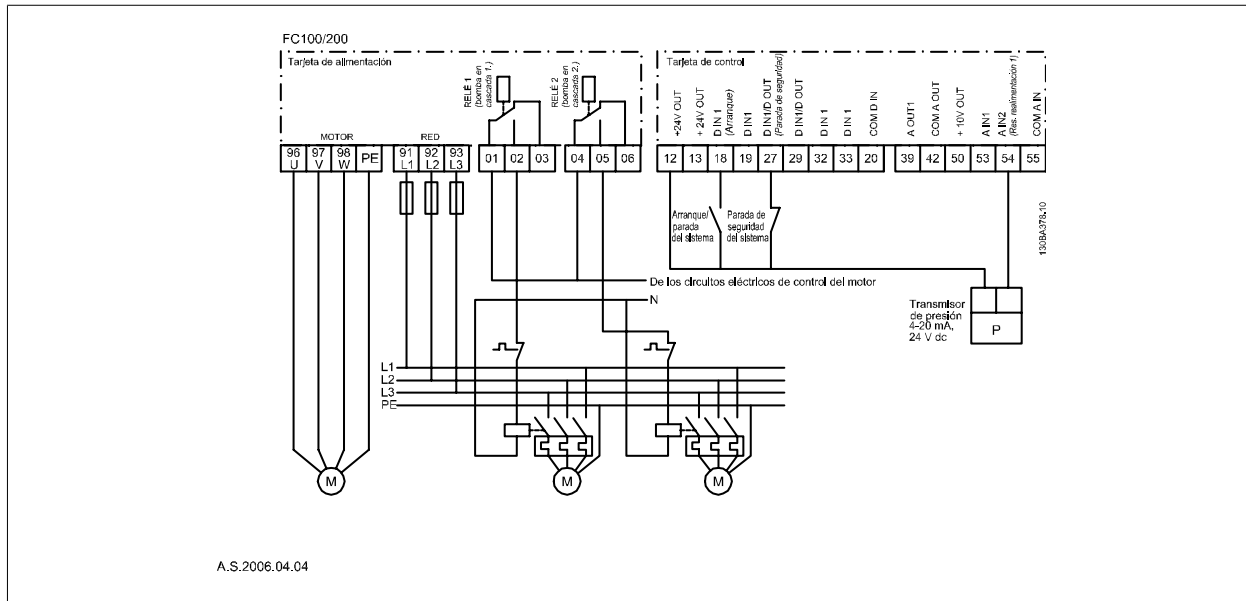 FC100/200
Tarjeta de alimentación
Tarjeta de control
RELÉ 1
(bomba en
cascada 1.)
RELÉ 2
(bomba en
cascada 2.)
+24V OUT
+ 24V OUT
D IN 1
(Arranque)
D IN1
D IN1/D OUT
(Parada de seguridad)
D IN1/D OUT
D IN 1
D IN 1
COM D IN
A OUT1
COM A OUT
+ 10V OUT
A IN1
A IN2
(Res. realimentación 1)
COM A IN
MOTOR
RED
96 97 98 PE 91 92 93 01 02 03 04 05 06 12 13 18 19 27 29 32 33 20 39 42 50 53 54 55
U V W L1 L2 L3
Arranque/
parada
del sistema
Parada de
seguridad
del sistema
130BA378.10
De los circuitos eléctricos de control del motor
N
Transmisor
de presión
4-20 mA,
24 V dc
P
L1
L2
L3
PE
M
M
M
A.S.2006.04.04